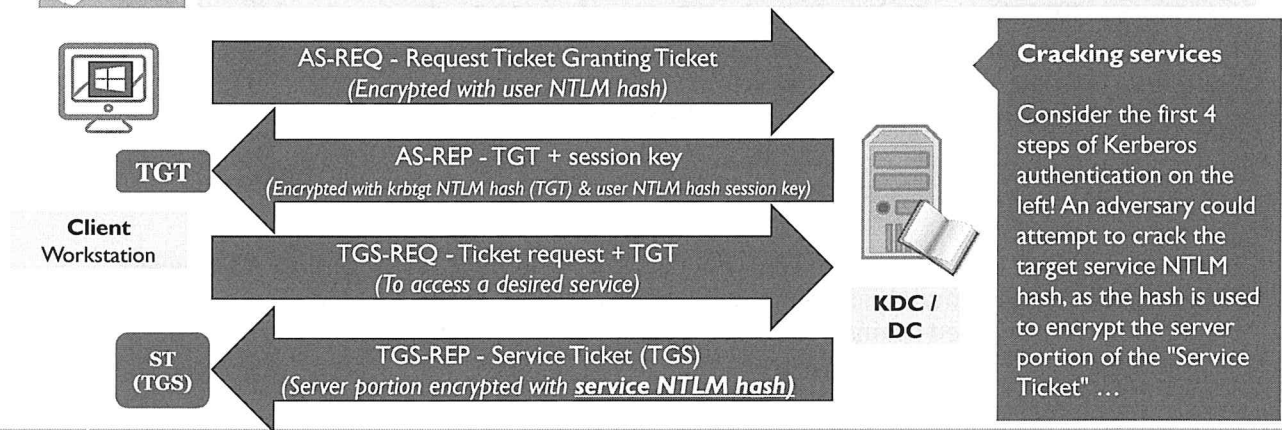 AS-REQ - Request Ticket Granting Ticket
(Encrypted with user NTLM hash)
AS-REP - TGT + session key
(Encrypted with krbtgt NTLM hash (TGT) & user NTLM hash session key)
TGT
Client
Workstation
TGS-REQ - Ticket request + TGT
(To access a desired service)
KDC /
DC
ST
(TGS)
TGS-REP - Service Ticket (TGS)
(Server portion encrypted with service NTLM hash)
Cracking services
Consider the first 4
steps of Kerberos
authentication on the
left! An adversary could
attempt to crack the
target service NTLM
hash, as the hash is used
to encrypt the server
portion of the "Service
Ticket" ...